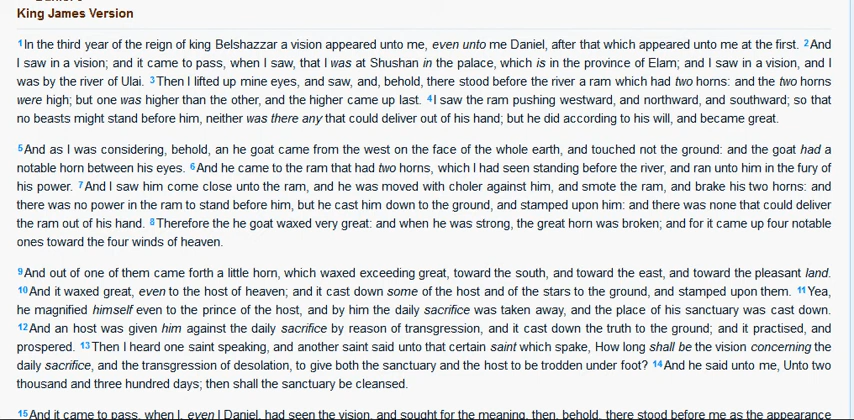 King James Version
1In the third year of the reign of king Belshazzar a vision appeared unto me, even unto me Daniel, after that which appeared unto me at the first. 2And
I saw in a vision; and it came to pass, when I saw, that I was at Shushan in the palace, which is in the province of Elam; and I saw in a vision, and I
was by the river of Ulai. 3Then I lifted up mine eyes, and saw, and, behold, there stood before the river a ram which had two horns: and the two horns
were high; but one was higher than the other, and the higher came up last. 4I saw the ram pushing westward, and northward, and southward; so that
no beasts might stand before him, neither was there any that could deliver out of his hand; but he did according to his will, and became great.
5And as I was considering, behold, an he goat came from the west on the face of the whole earth, and touched not the ground: and the goat had a
notable horn between his eyes. 6And he came to the ram that had two horns, which I had seen standing before the river, and ran unto him in the fury of
his power. 7And I saw him come close unto the ram, and he was moved with choler against him, and smote the ram, and brake his two horns: and
there was no power in the ram to stand before him, but he cast him down to the ground, and stamped upon him: and there was none that could deliver
the ram out of his hand. 8Therefore the he goat waxed very great: and when he was strong, the great horn was broken; and for it came up four notable
ones toward the four winds of heaven.
9And out of one of them came forth a little horn, which waxed exceeding great, toward the south, and toward the east, and toward the pleasant land.
10And it waxed great, even to the host of heaven; and it cast down some of the host and of the stars to the ground, and stamped upon them. 11Yea,
he magnified himself even to the prince of the host, and by him the daily sacrifice was taken away, and the place of his sanctuary was cast down.
12And an host was given him against the daily sacrifice by reason of transgression, and it cast down the truth to the ground; and it practised, and
prospered. 13Then I heard one saint speaking, and another saint said unto that certain saint which spake, How long shall be the vision concerning the
daily sacrifice, and the transgression of desolation, to give both the sanctuary and the host to be trodden under foot? 14And he said unto me, Unto two
thousand and three hundred days; then shall the sanctuary be cleansed.
15And it came to pass, when I, even I Daniel, had seen the vision, and sought for the meaning, then, behold, there stood before me as the appearance